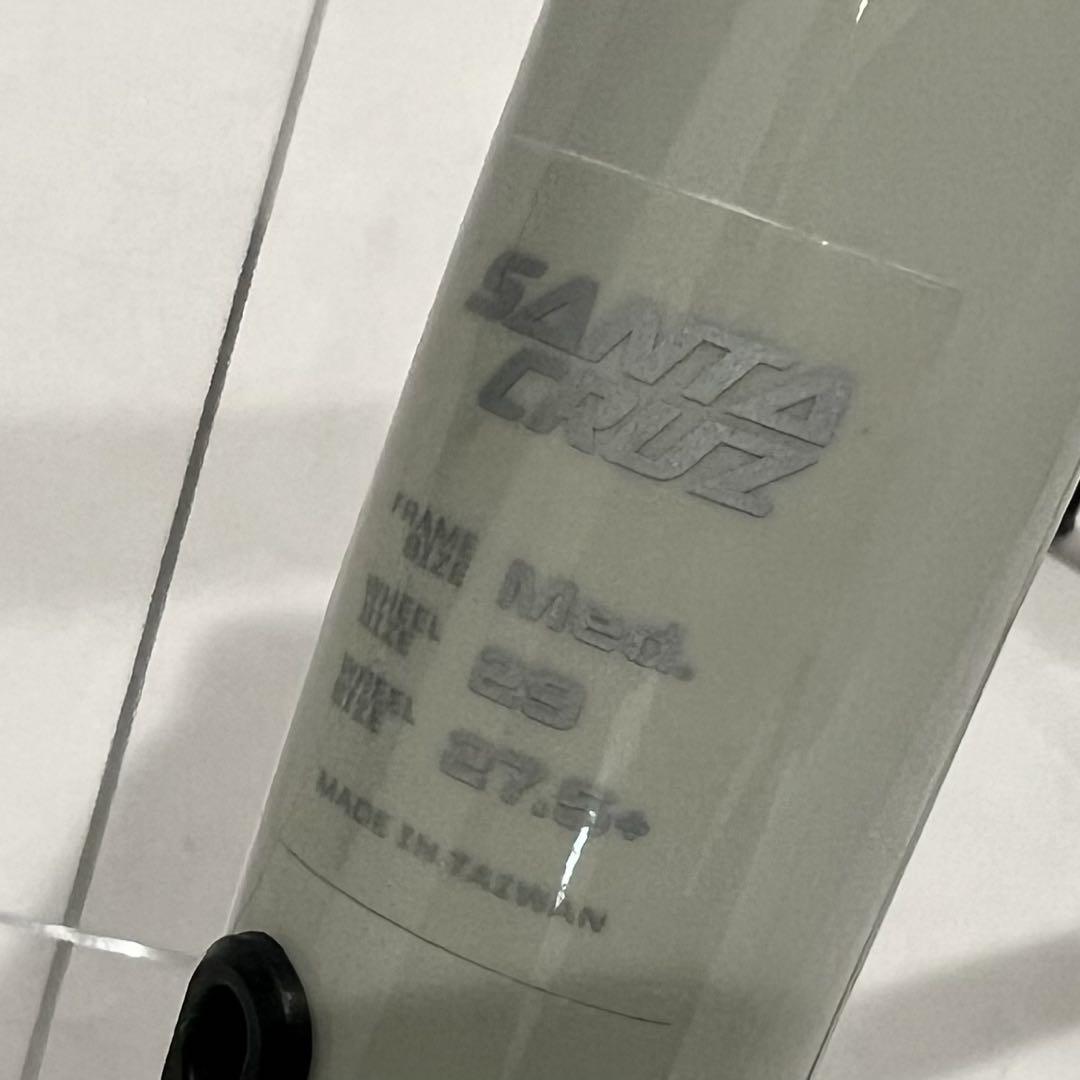 SANTA
CRUZ
FRAME
SIZE
Med.
WHEEL
SIZE
29
WHEEL
SIZE
27.5+
MADE IN TAIWAN